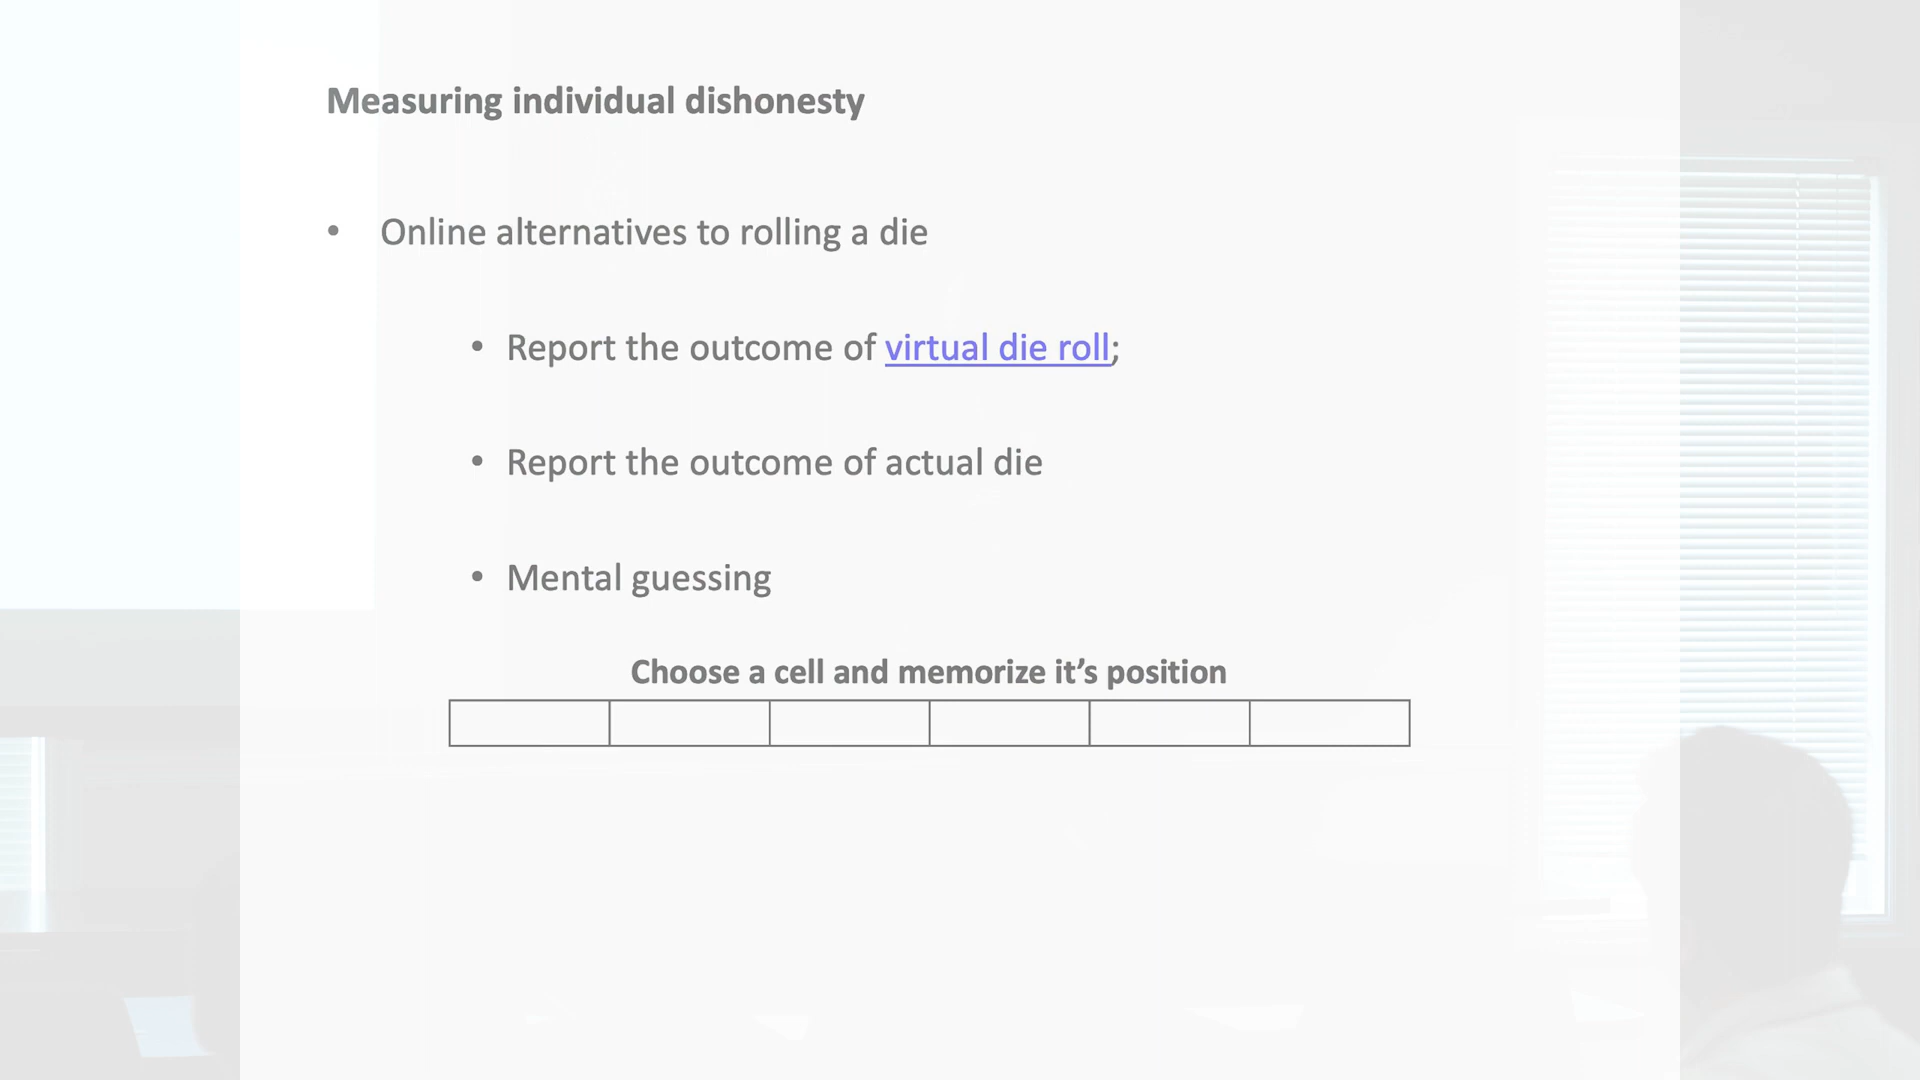 Measuring individual dishonesty
• Online alternatives to rolling a die
• Report the outcome of virtual die roll;
• Report the outcome of actual die
• Mental guessing
Choose a cell and memorize it’s position